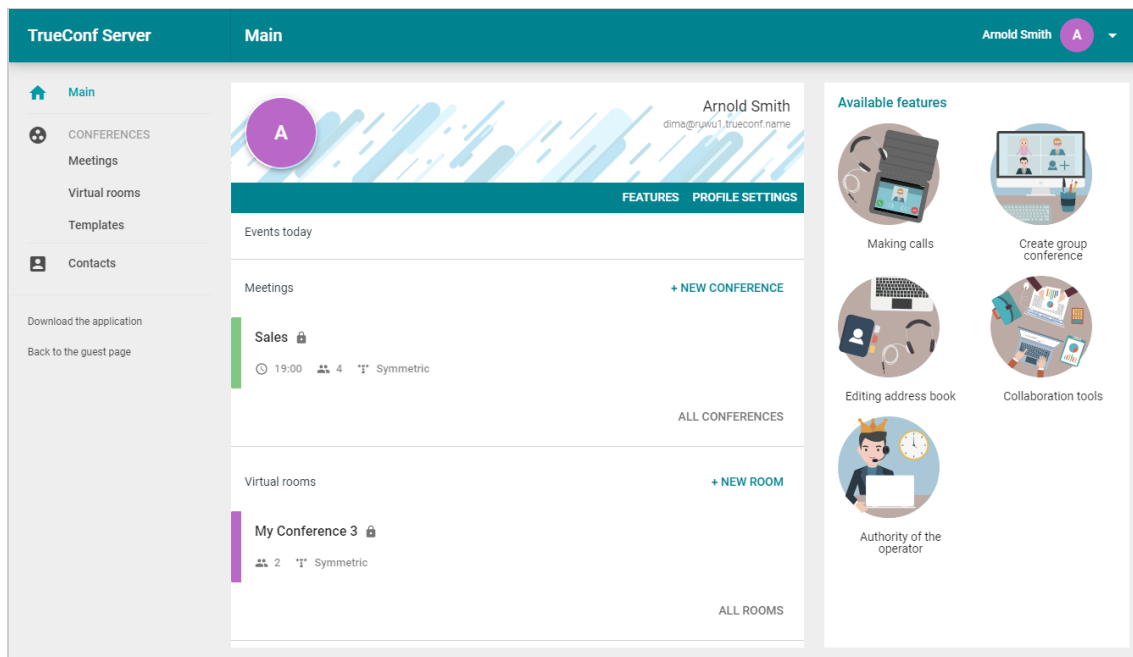 TrueConf Server
Main
Arnold Smith
A
Main
CONFERENCES
Meetings
Virtual rooms
Templates
Contacts
Download the application
Back to the guest page
A
Arnold Smith
dima@ruwu1.trueconf.name
FEATURES PROFILE SETTINGS
Events today
Meetings
+ NEW CONFERENCE
Sales
19:00 4 Symmetric
ALL CONFERENCES
Virtual rooms
+ NEW ROOM
My Conference 3
2 Symmetric
ALL ROOMS
Available features
Making calls
Create group
conference
Editing address book
Collaboration tools
Authority of the
operator